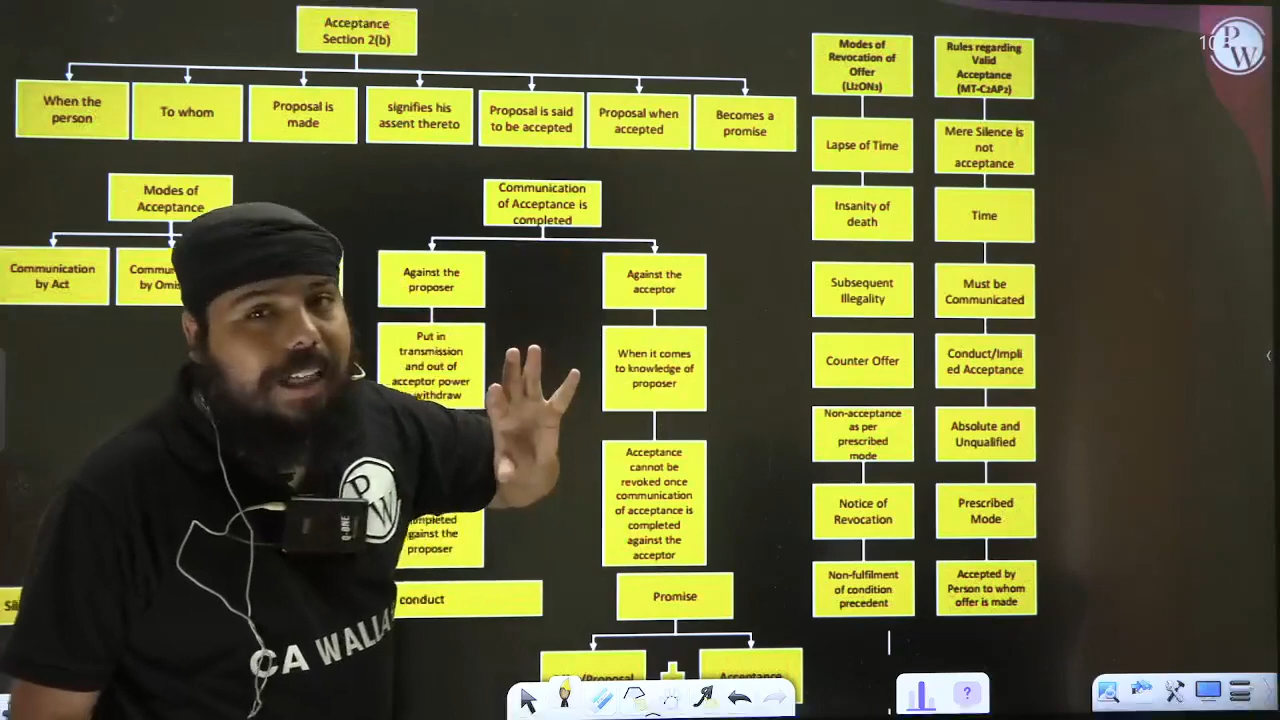 Acceptance
Section 2(b)
When the
person
To whom
Proposal is
made
signifies his
assent thereto
Proposal is said
to be accepted
Proposal when
accepted
Becomes a
promise
Modes of
Acceptance
Communication
by Act
Communication of Acceptance is
completed
Against the
proposer
Put in
transmission
and out of
acceptor power
withdraw
against the
proposer
conduct
Against the
acceptor
When it comes
to knowledge of
proposer
Acceptance
cannot be
revoked once
communication
of acceptance is
completed
against the
acceptor
Promise
/Proposal
+
Acceptance
Modes of
Revocation of
Offer
(LI2ON3)
Lapse of Time
Insanity of
death
Subsequent
Illegality
Counter Offer
Non-acceptance
as per
prescribed
mode
Notice of
Revocation
Non-fulfilment
of condition
precedent
Rules regarding
Valid
Acceptance
(MT-C2AP2)
Mere Silence is
not
acceptance
Time
Must be
Communicated
Conduct/Impli
ed Acceptance
Absolute and
Unqualified
Prescribed
Mode
Accepted by
Person to whom
offer is made
PW
PW
Q-ONE
CA WALLA